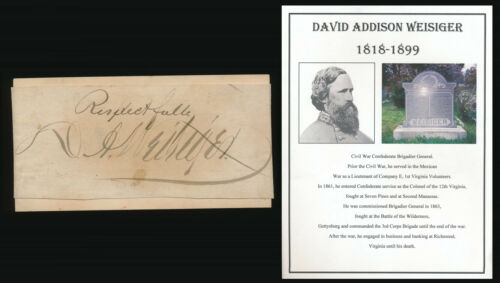 Respectfully
D. A. Weisiger
DAVID ADDISON WEISIGER
1818-1899
WEISIGER
Civil War Confederate Brigadier General.
Prior the Civil War, he served in the Mexican
War as a Lieutenant of Company E, 1st Virginia Volunteers.
In 1861, he entered Confederate service as the Colonel of the 12th Virginia,
fought at Seven Pines and at Second Manassas.
He was commissioned Brigadier General in 1863,
fought at the Battle of the Wilderness,
Gettysburg and commanded the 3rd Corps Brigade until the end of the war.
After the war, he engaged in business and banking at Richmond,
Virginia until his death.